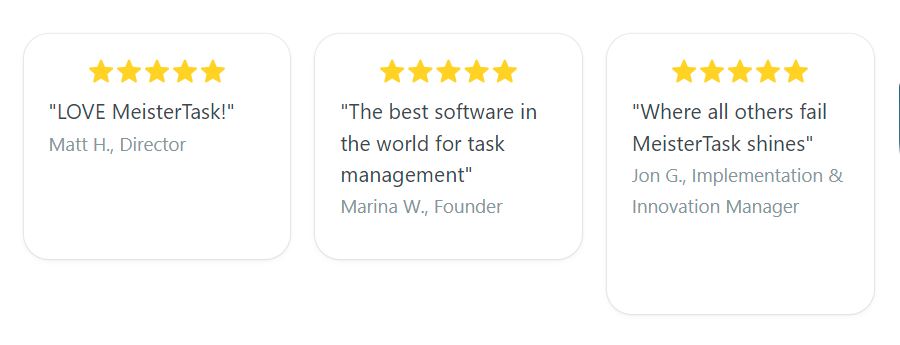 "LOVE MeisterTask!"
Matt H., Director
"The best software in
the world for task
management"
Marina W., Founder
"Where all others fail
MeisterTask shines"
Jon G., Implementation &
Innovation Manager